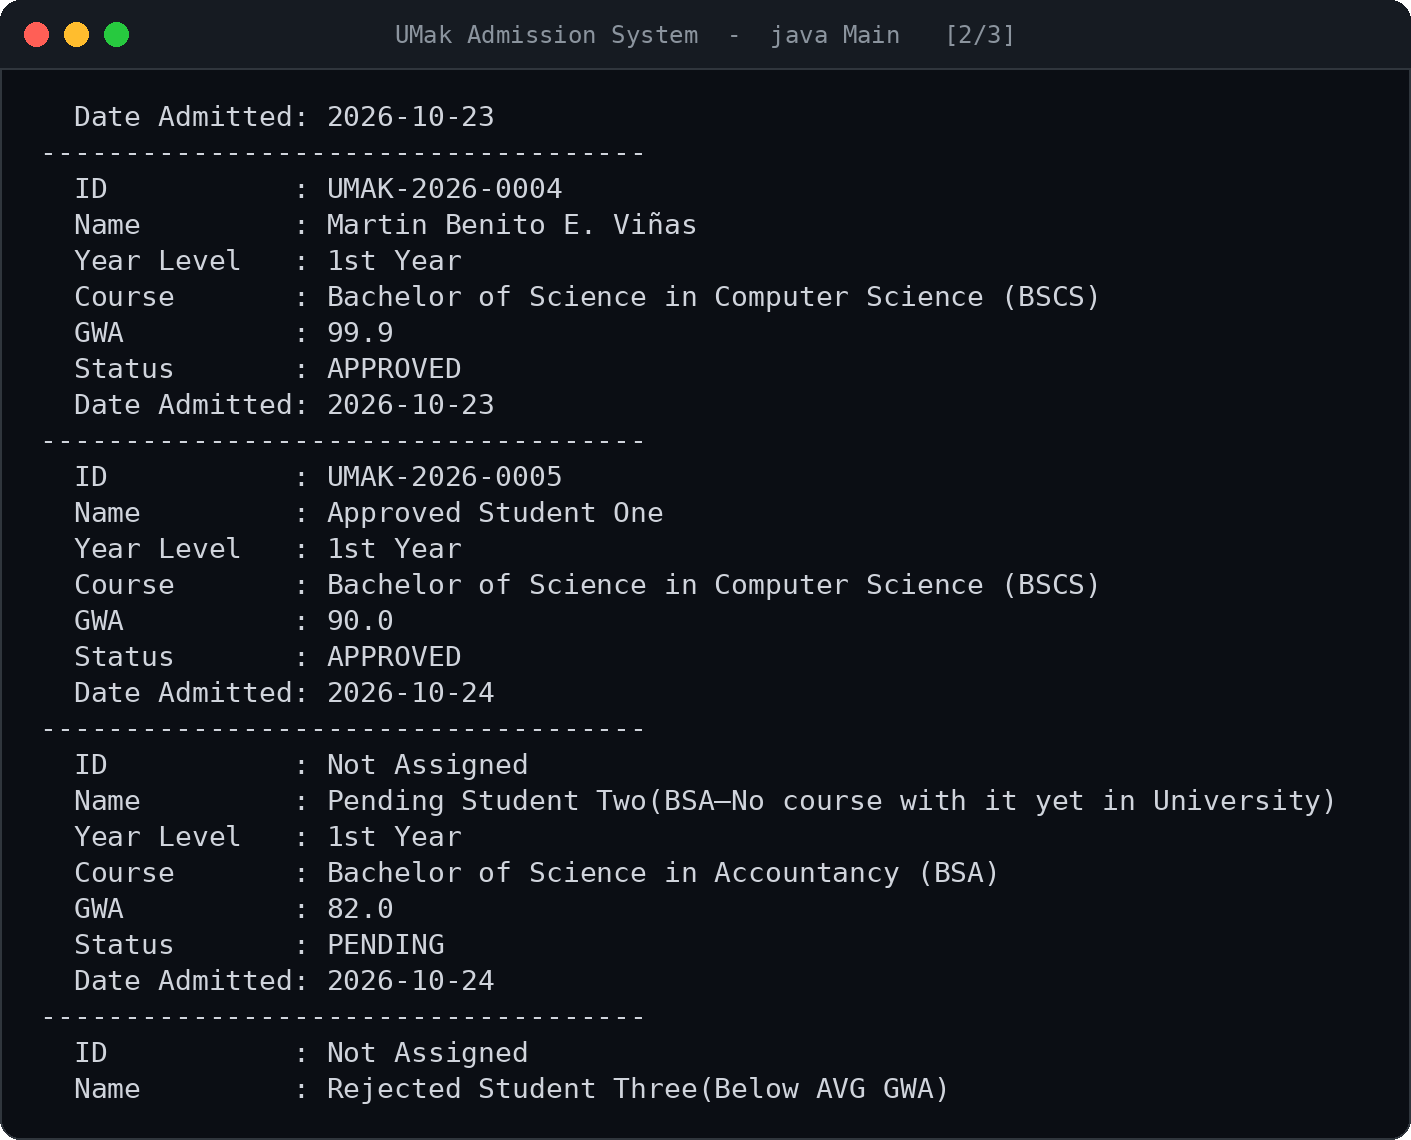 UMak Admission System  -  java Main   [2/3]
  Date Admitted: 2026-10-23
------------------------------------
  ID           : UMAK-2026-0004
  Name         : Martin Benito E. Viñas
  Year Level   : 1st Year
  Course       : Bachelor of Science in Computer Science (BSCS)
  GWA          : 99.9
  Status       : APPROVED
  Date Admitted: 2026-10-23
------------------------------------
  ID           : UMAK-2026-0005
  Name         : Approved Student One
  Year Level   : 1st Year
  Course       : Bachelor of Science in Computer Science (BSCS)
  GWA          : 90.0
  Status       : APPROVED
  Date Admitted: 2026-10-24
------------------------------------
  ID           : Not Assigned
  Name         : Pending Student Two(BSA—No course with it yet in University)
  Year Level   : 1st Year
  Course       : Bachelor of Science in Accountancy (BSA)
  GWA          : 82.0
  Status       : PENDING
  Date Admitted: 2026-10-24
------------------------------------
  ID           : Not Assigned
  Name         : Rejected Student Three(Below AVG GWA)